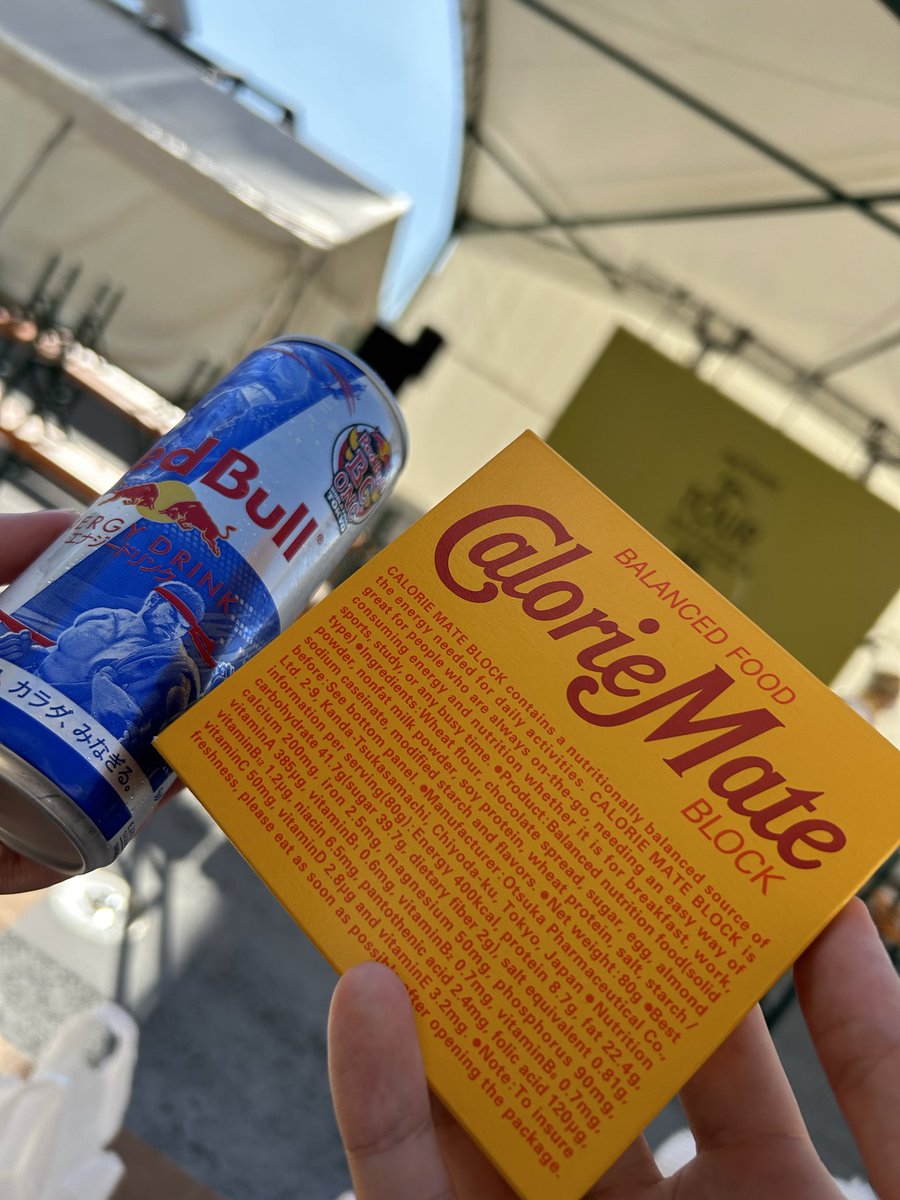 Red Bull
ENERGY DRINK
エナジードリンク
カラダ、みなぎる。
Red Bull
BC
ONE
BALANCED FOOD
CalorieMate
BLOCK
CALORIE MATE BLOCK contains a nutritionally balanced source of
the energy needed for daily activities. CALORIE MATE BLOCK is
great for people who are always on-the-go, needing an easy way of
consuming energy and nutrition whether it is for breakfast, work,
sports, study, or any busy time. ●Product: Balanced nutrition food(solid
type) ●Ingredients: Wheat flour, chocolate spread, sugar, egg, almond
powder, nonfat milk powder, soy protein, wheat protein, salt, starch/
sodium caseinate, modified starch and flavors. ●Net weight: 80g ●Best
before: See bottom panel. ●Manufacturer: Otsuka Pharmaceutical Co.,
Ltd. 2-9, Kanda Tsukasamachi, Chiyoda ku, Tokyo, Japan ●Nutrition
information per serving(80g): Energy 400kcal, protein 8.7g, fat 22.4g,
carbohydrate 41.7g(sugar 39.7g, dietary fiber 2g), salt equivalent 0.81g,
calcium 200mg, iron 2.5mg, magnesium 50mg, phosphorus 90mg,
vitaminA 385μg, vitaminB₁ 0.6mg, vitaminB₂ 0.7mg, vitaminB₆ 0.7mg,
vitaminB₁₂ 1.2μg, niacin 6.5mg, pantothenic acid 2.4mg, folic acid 120μg,
vitaminC 50mg, vitaminD 2.8μg and vitaminE 3.2mg. ●Note: To insure
freshness, please eat as soon as possible after opening the package.